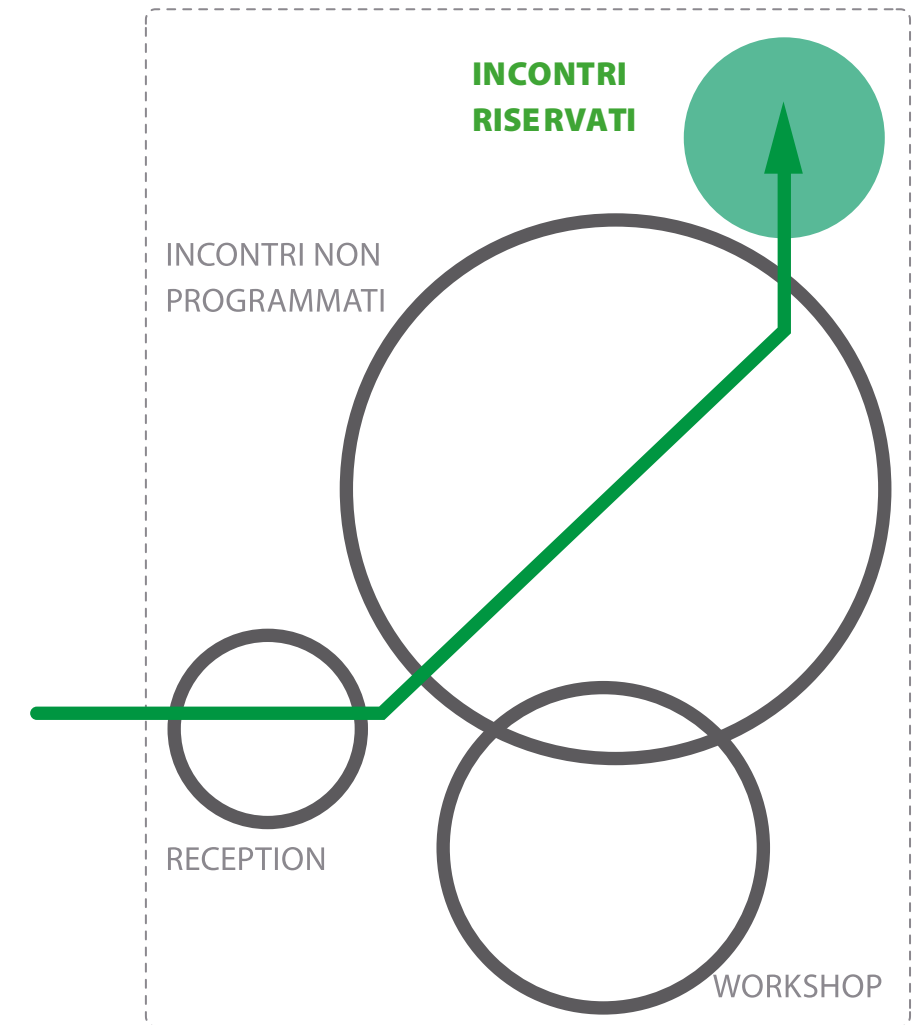 INCONTRI
RISERVATI
INCONTRI NON
PROGRAMMATI
RECEPTION
WORKSHOP